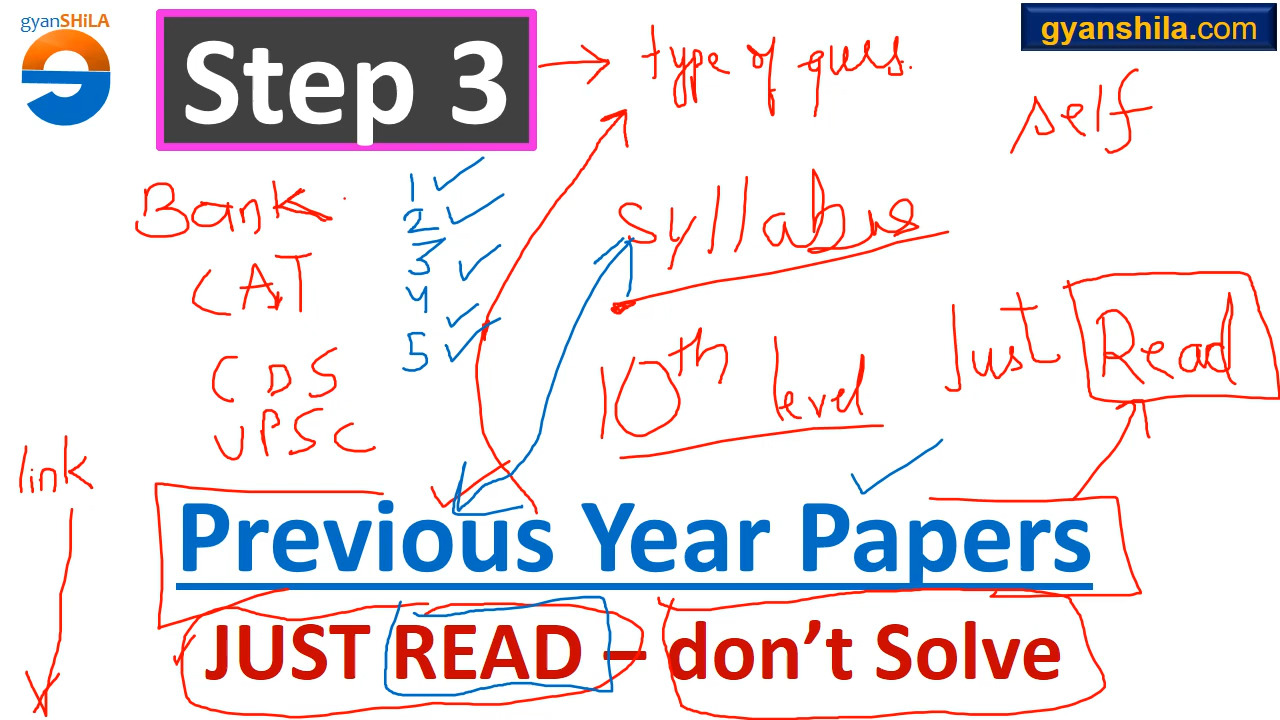 gyanSHiLA
Step 3
gyanshila.com
type of ques.
self
Bank
CAT
CDS
UPSC
1
2
3
4
5
Syllabus
10th level
Just Read
link
Previous Year Papers
JUST READ – don't Solve